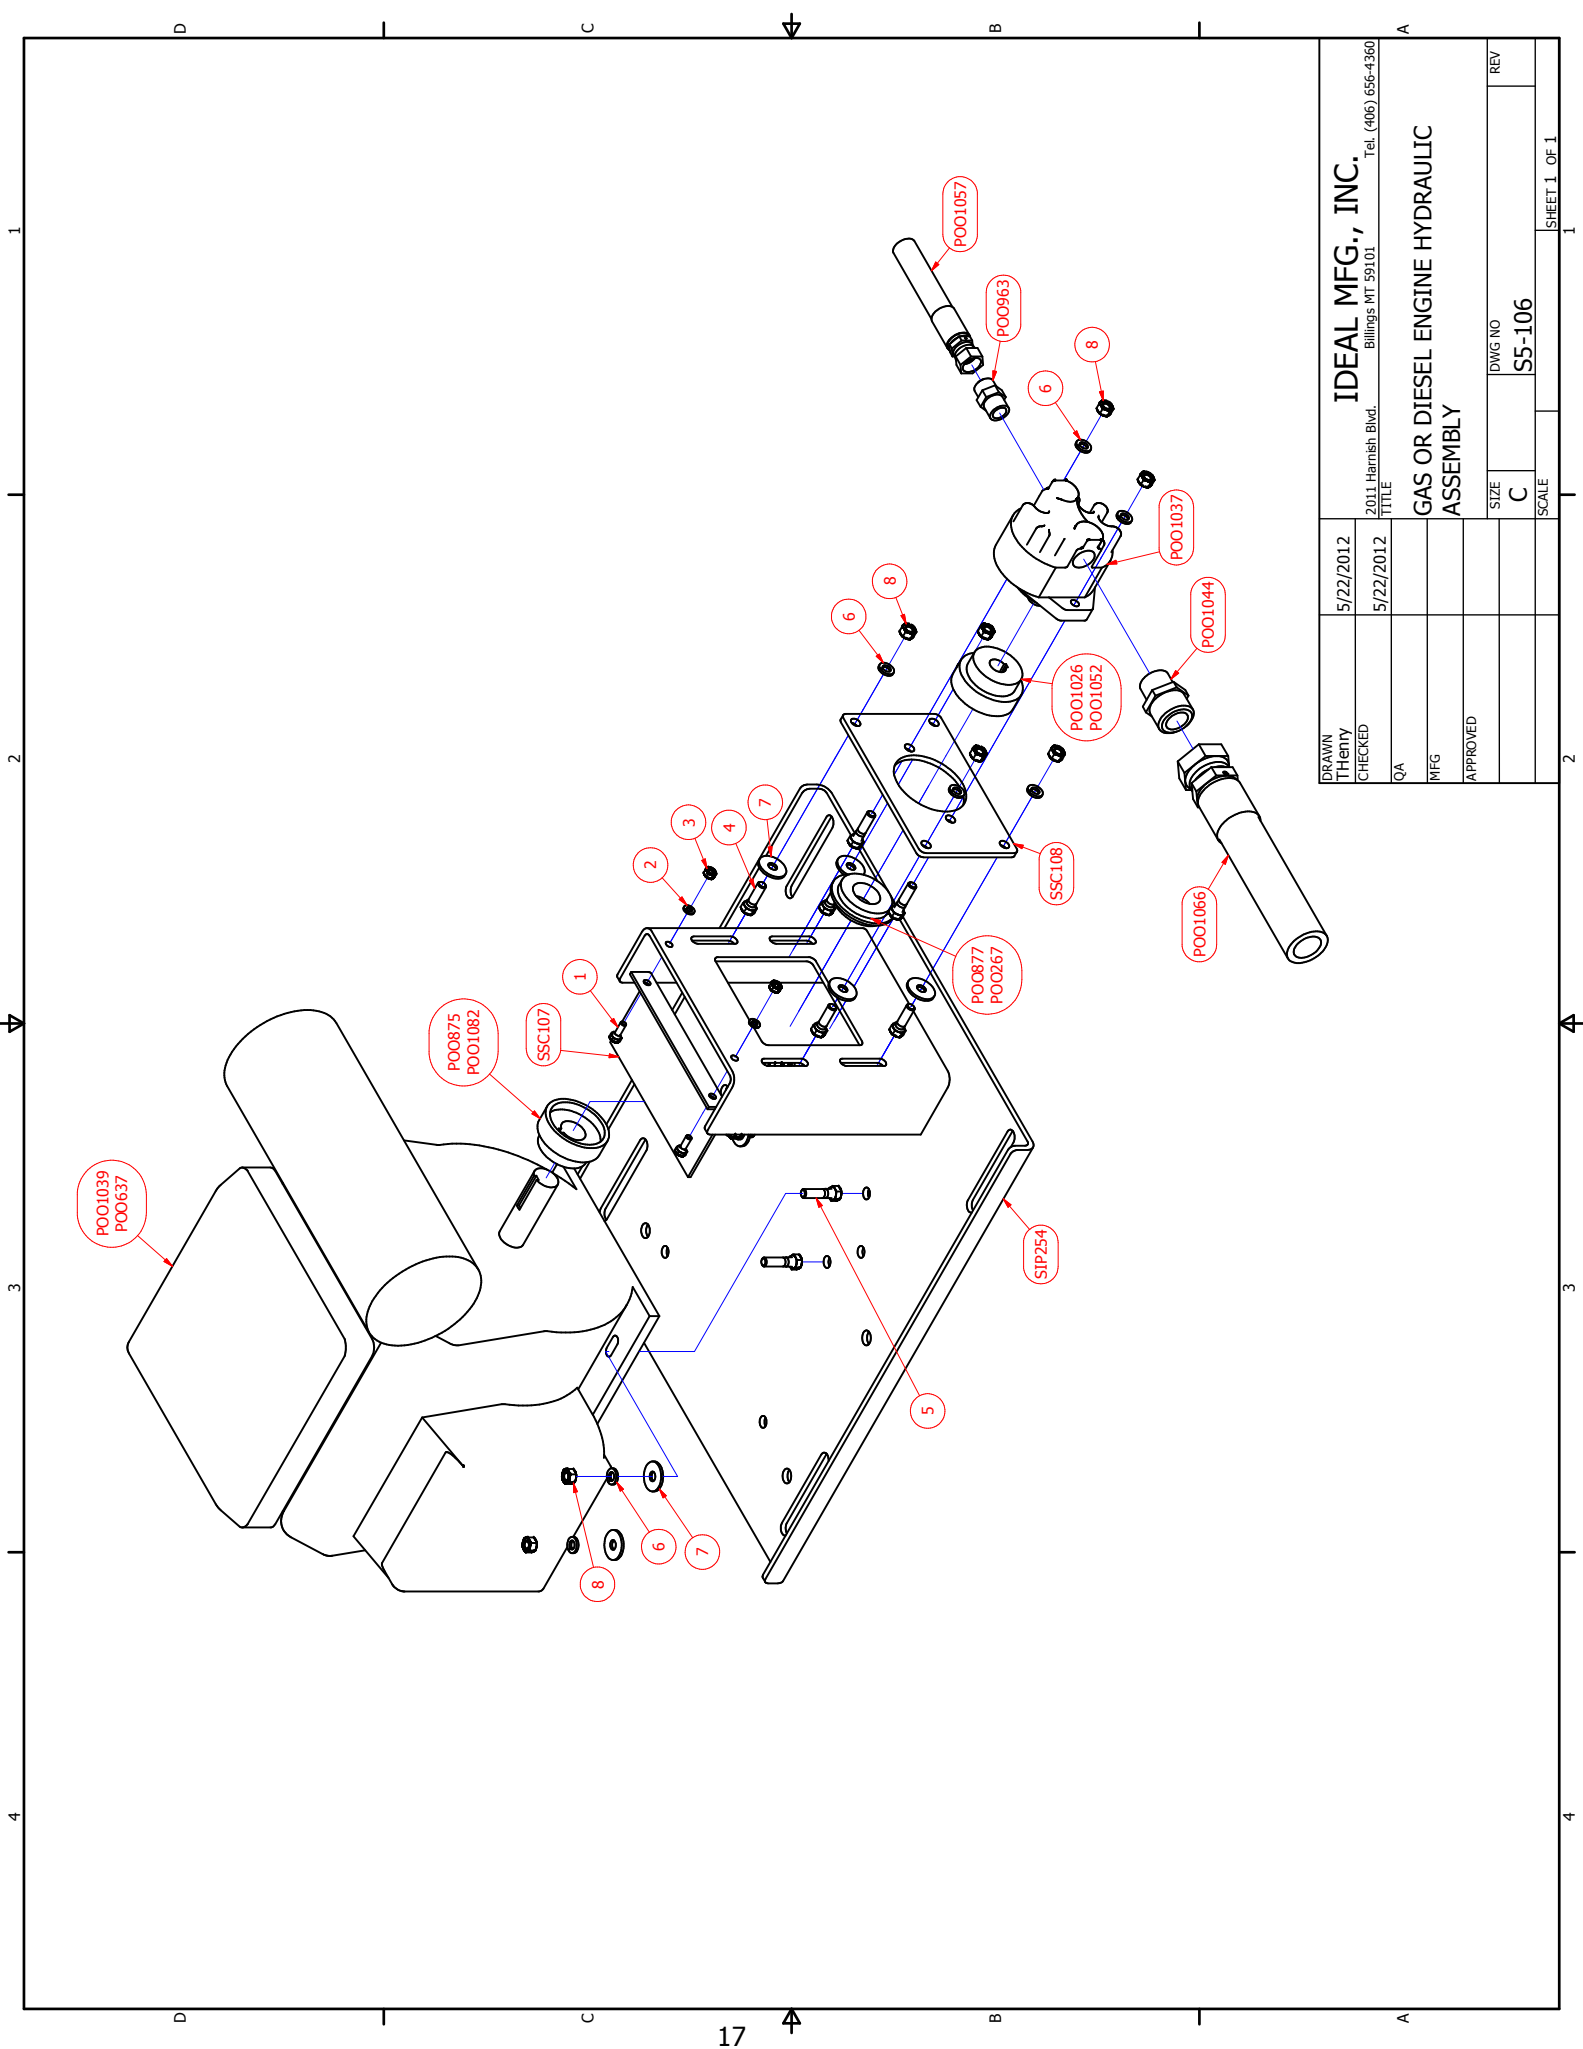 D
C
B
A
1
2
3
4
POO1057
POO963
8
6
POO1037
8
6
POO1044
POO1026
POO1052
7
4
3
2
SSC108
POO1066
POO877
POO267
1
SSC107
POO875
POO1082
POO1039
POO637
SIP254
5
8
6
7
DRAWN
THenry
5/22/2012
CHECKED
5/22/2012
QA
MFG
APPROVED
IDEAL MFG., INC.
2011 Harnish Blvd. Billings MT 59101 Tel. (406) 656-4360
TITLE
GAS OR DIESEL ENGINE HYDRAULIC
ASSEMBLY
SIZE
C
DWG NO
S5-106
REV
SCALE
SHEET 1 OF 1
D
C
B
A
1
2
3
4
17